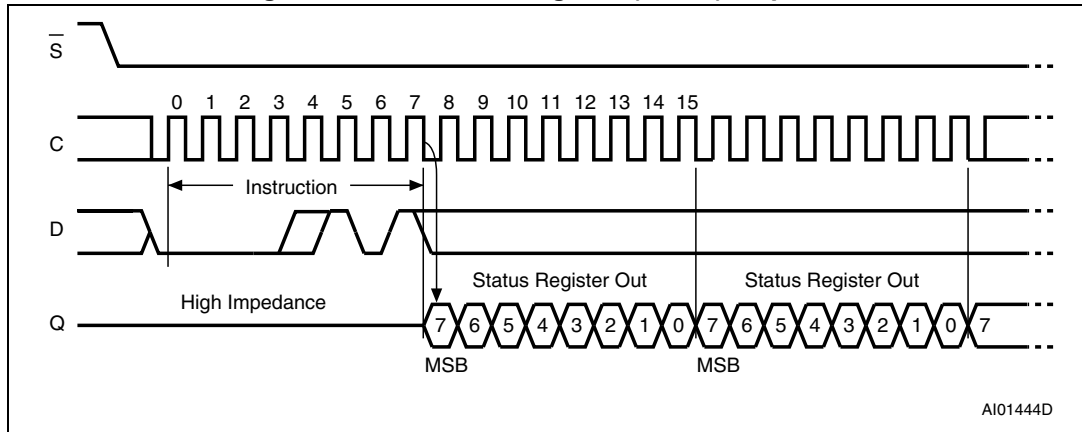 S
0 1 2 3 4 5 6 7 8 9 10 11 12 13 14 15
C
Instruction
D
Status Register Out Status Register Out
High Impedance
Q 7 6 5 4 3 2 1 0 7 6 5 4 3 2 1 0 7
MSB MSB
AI01444D